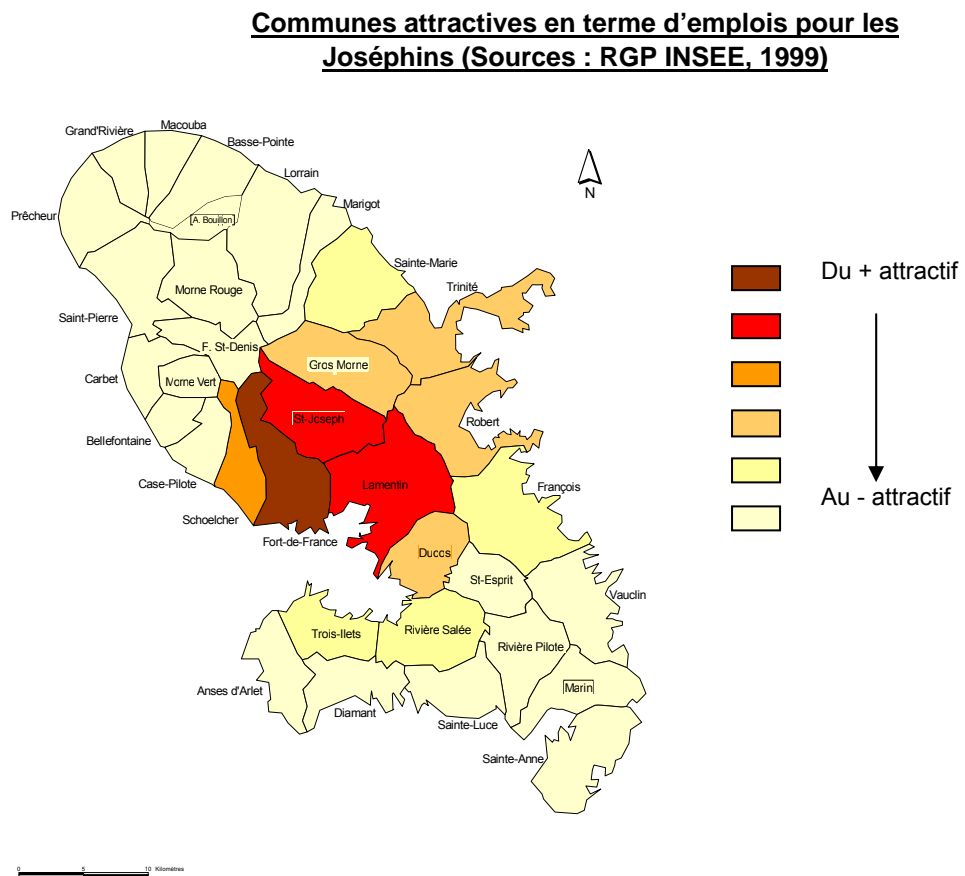 Communes attractives en terme d'emplois pour les
Joséphins (Sources : RGP INSEE, 1999)
Macouba
Grand'Rivière
Basse-Pointe
Lorrain
Marigot
N
Prêcheur
A. Bouillon
Sainte-Marie
Du + attractif
Trinité
Morne Rouge
Saint-Pierre
F. St-Denis
Gros Morne
Carbet
Morne Vert
St-Joseph
Robert
Bellefontaine
Case-Pilote
Lamentin
François
Au - attractif
Schoelcher
Fort-de-France
Ducos
St-Esprit
Vauclin
Trois-Ilets
Rivière Salée
Rivière Pilote
Anses d'Arlet
Marin
Diamant
Sainte-Luce
Sainte-Anne
0 5 10 Kilomètres